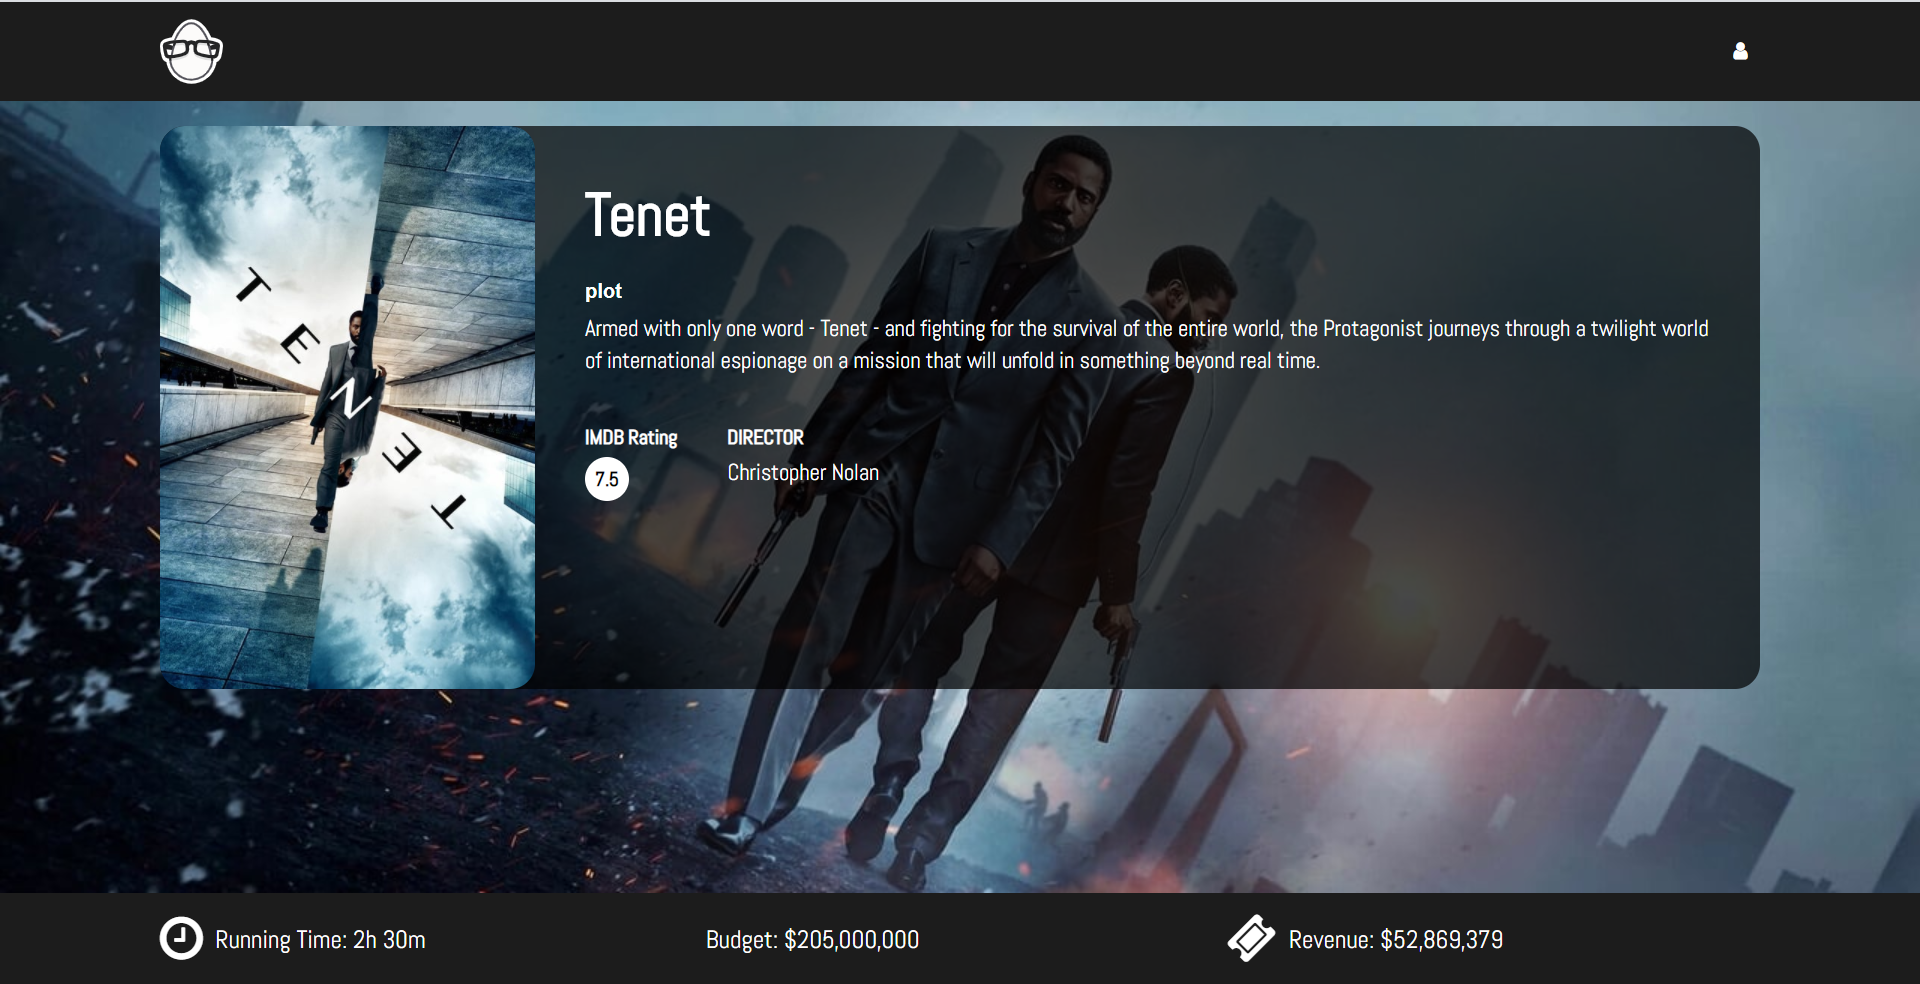 T
E
N
E
T
Tenet
plot
Armed with only one word - Tenet - and fighting for the survival of the entire world, the Protagonist journeys through a twilight world
of international espionage on a mission that will unfold in something beyond real time.
IMDB Rating
DIRECTOR
7.5
Christopher Nolan
Running Time: 2h 30m
Budget: $205,000,000
Revenue: $52,869,379